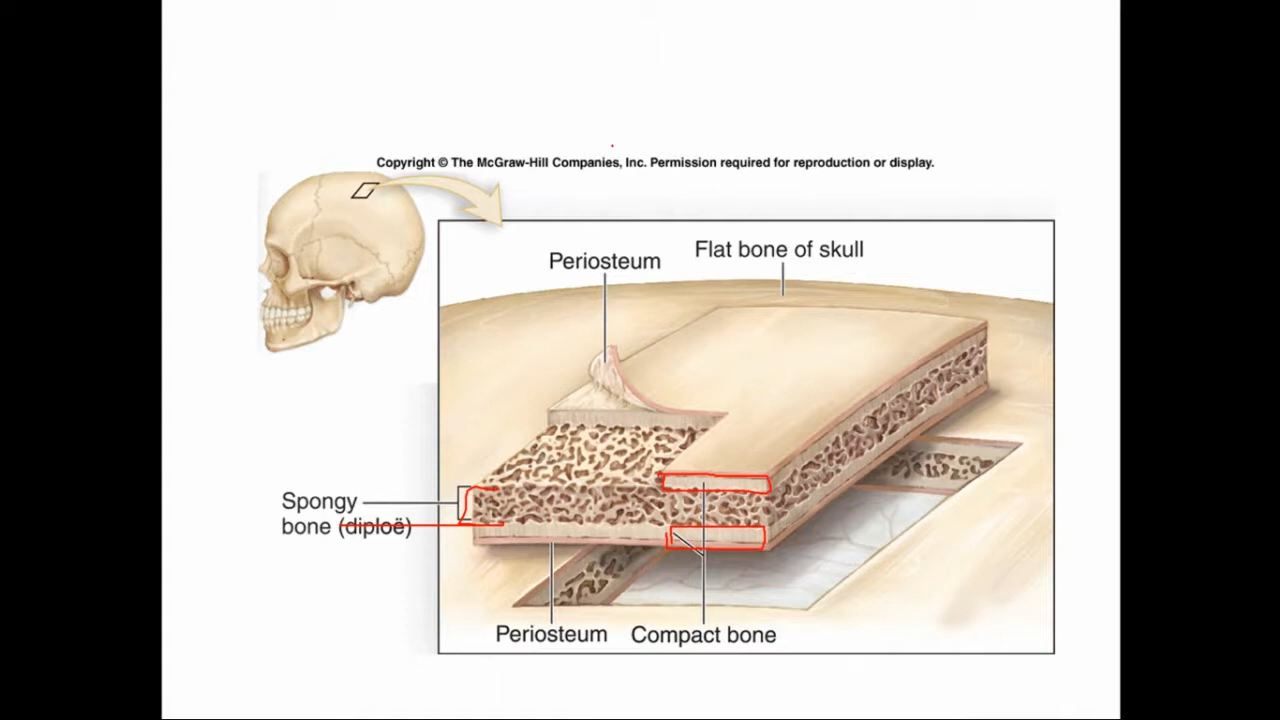 Copyright © The McGraw-Hill Companies, Inc. Permission required for reproduction or display.
Periosteum
Flat bone of skull
Spongy
bone (diploë)
Periosteum
Compact bone